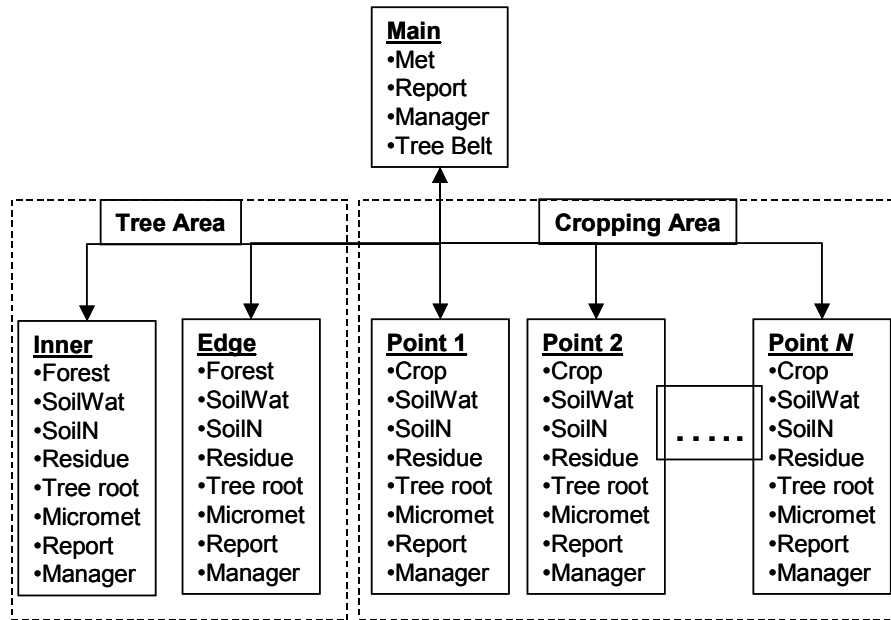 Main
•Met
•Report
•Manager
•Tree Belt
Tree Area
Cropping Area
Inner
•Forest
•SoilWat
•SoilN
•Residue
•Tree root
•Micromet
•Report
•Manager
Edge
•Forest
•SoilWat
•SoilN
•Residue
•Tree root
•Micromet
•Report
•Manager
Point 1
•Crop
•SoilWat
•SoilN
•Residue
•Tree root
•Micromet
•Report
•Manager
Point 2
•Crop
•SoilWat
•SoilN
•Residue
•Tree root
•Micromet
•Report
•Manager
.....
Point N
•Crop
•SoilWat
•SoilN
•Residue
•Tree root
•Micromet
•Report
•Manager